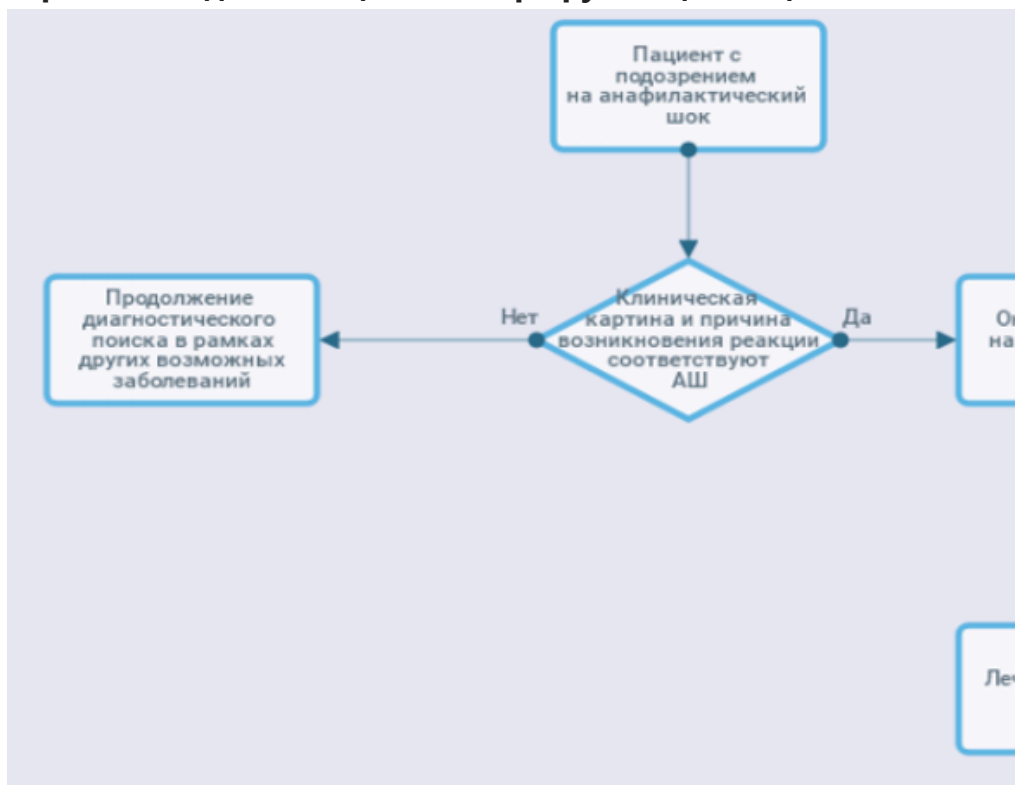 Пациент с
подозрением
на анафилактический
шок
Продолжение
диагностического
поиска в рамках
других возможных
заболеваний
Нет
Клиническая
картина и причина
возникновения реакции
соответствуют
АШ
Да
на